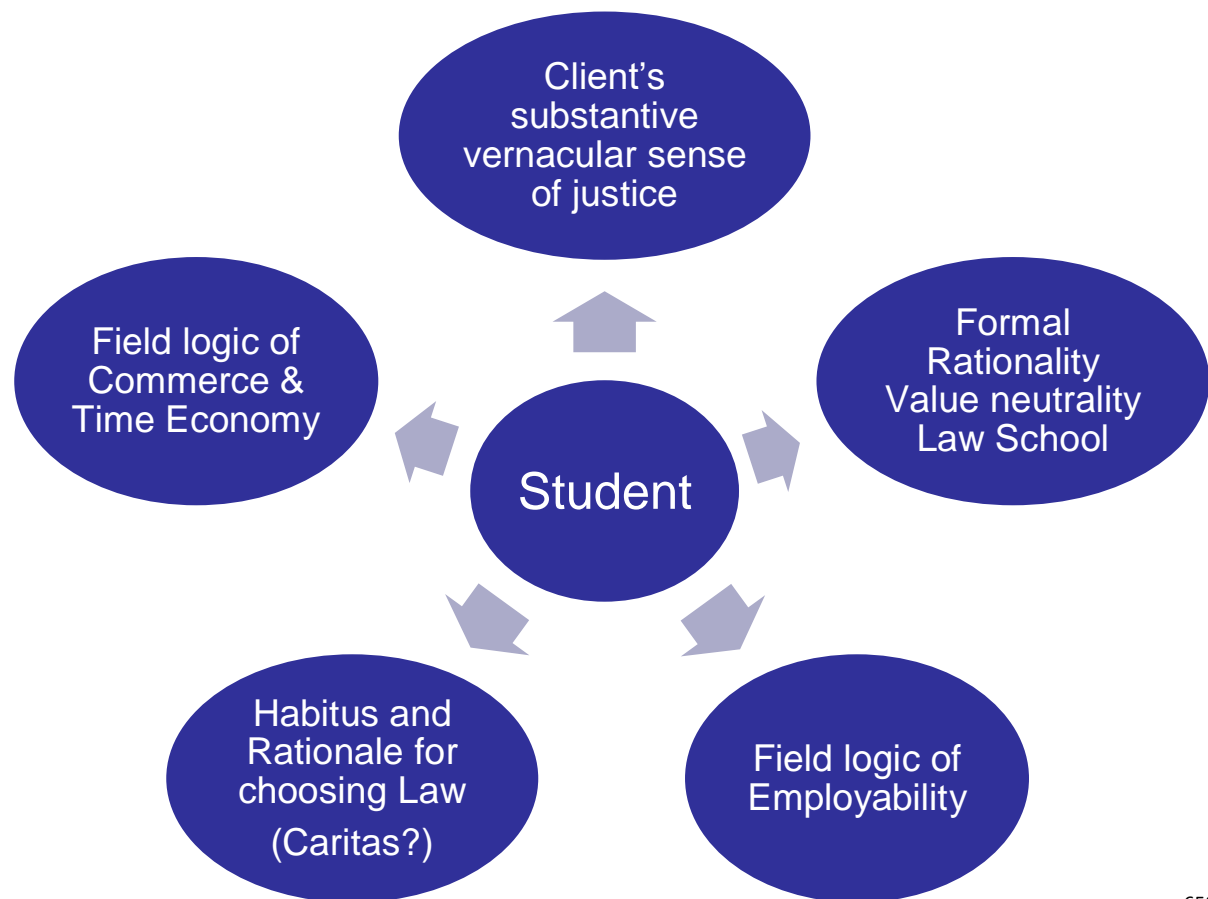 Client’s
substantive
vernacular sense
of justice
Field logic of
Commerce &
Time Economy
Formal
Rationality
Value neutrality
Law School
Student
Habitus and
Rationale for
choosing Law
(Caritas?)
Field logic of
Employability